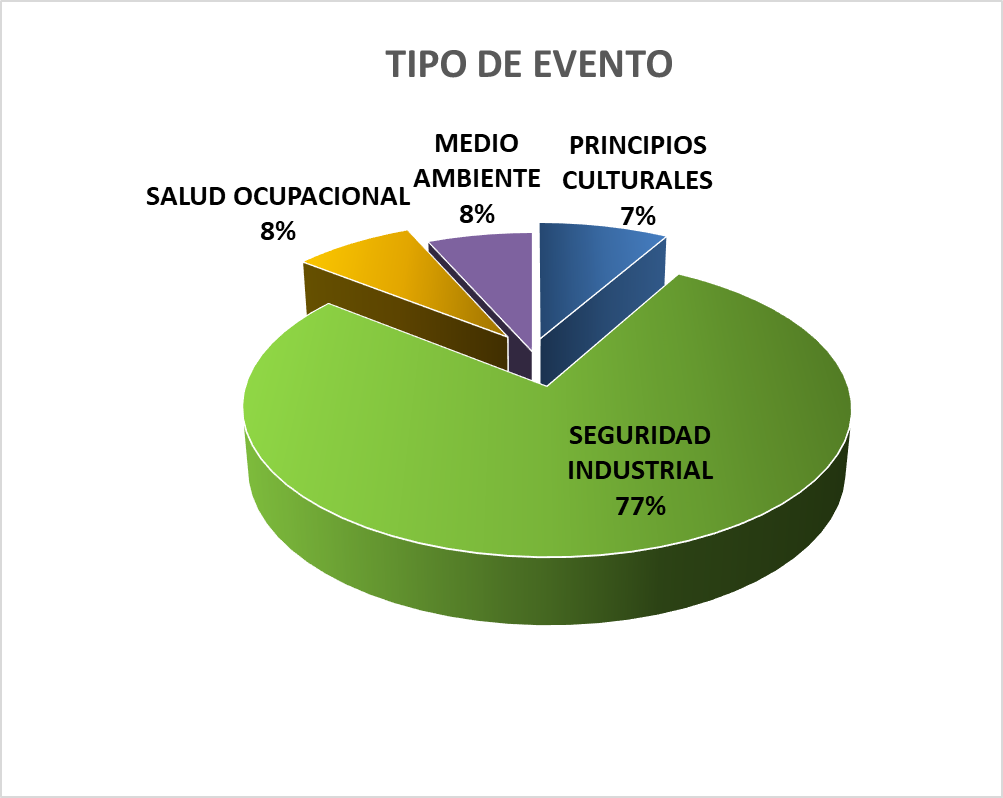 TIPO DE EVENTO
MEDIO
AMBIENTE
8%
PRINCIPIOS
CULTURALES
7%
SALUD OCUPACIONAL
8%
SEGURIDAD
INDUSTRIAL
77%